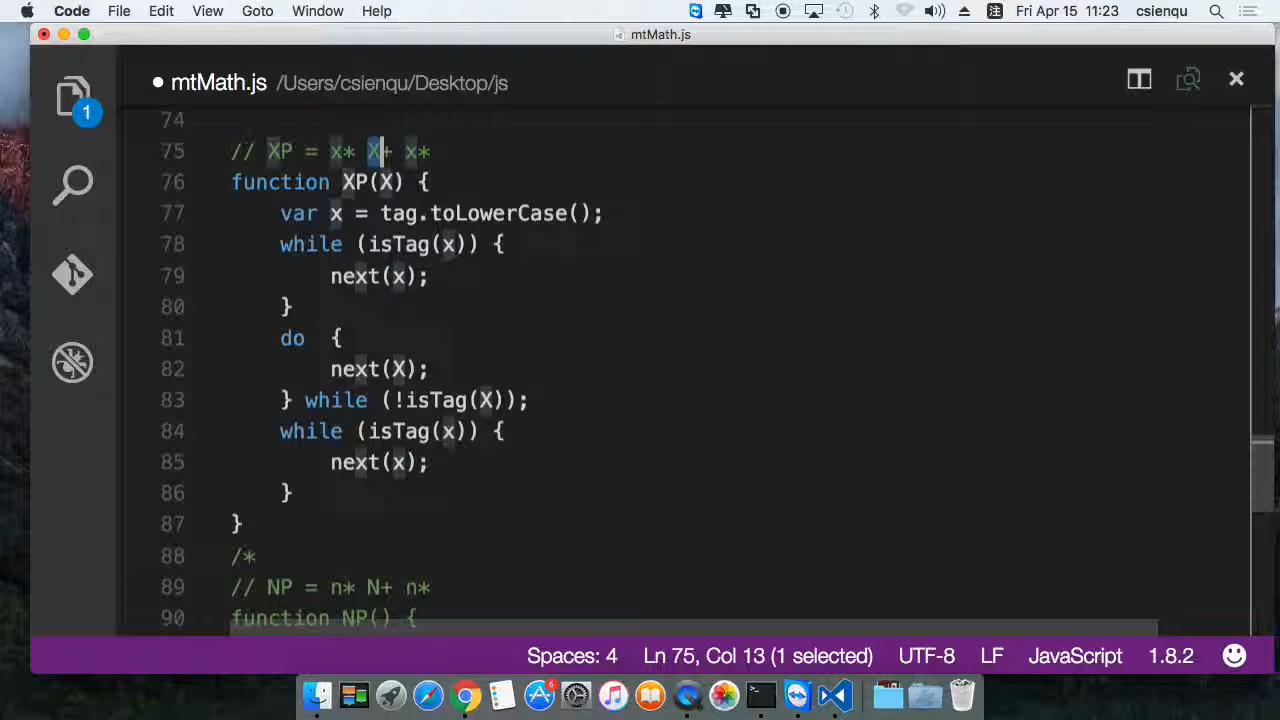 Code File Edit View Goto Window Help 注 Fri Apr 15 11:23 csienqu
mtMath.js
mtMath.js /Users/csienqu/Desktop/js
1
74
75 // XP = x* X+ x*
76 function XP(X) {
77 var x = tag.toLowerCase();
78 while (isTag(x)) {
79 next(x);
80 }
81 do {
82 next(X);
83 } while (!isTag(X));
84 while (isTag(x)) {
85 next(x);
86 }
87 }
88 /*
89 // NP = n* N+ n*
90 function NP() {
Spaces: 4 Ln 75, Col 13 (1 selected) UTF-8 LF JavaScript 1.8.2
6